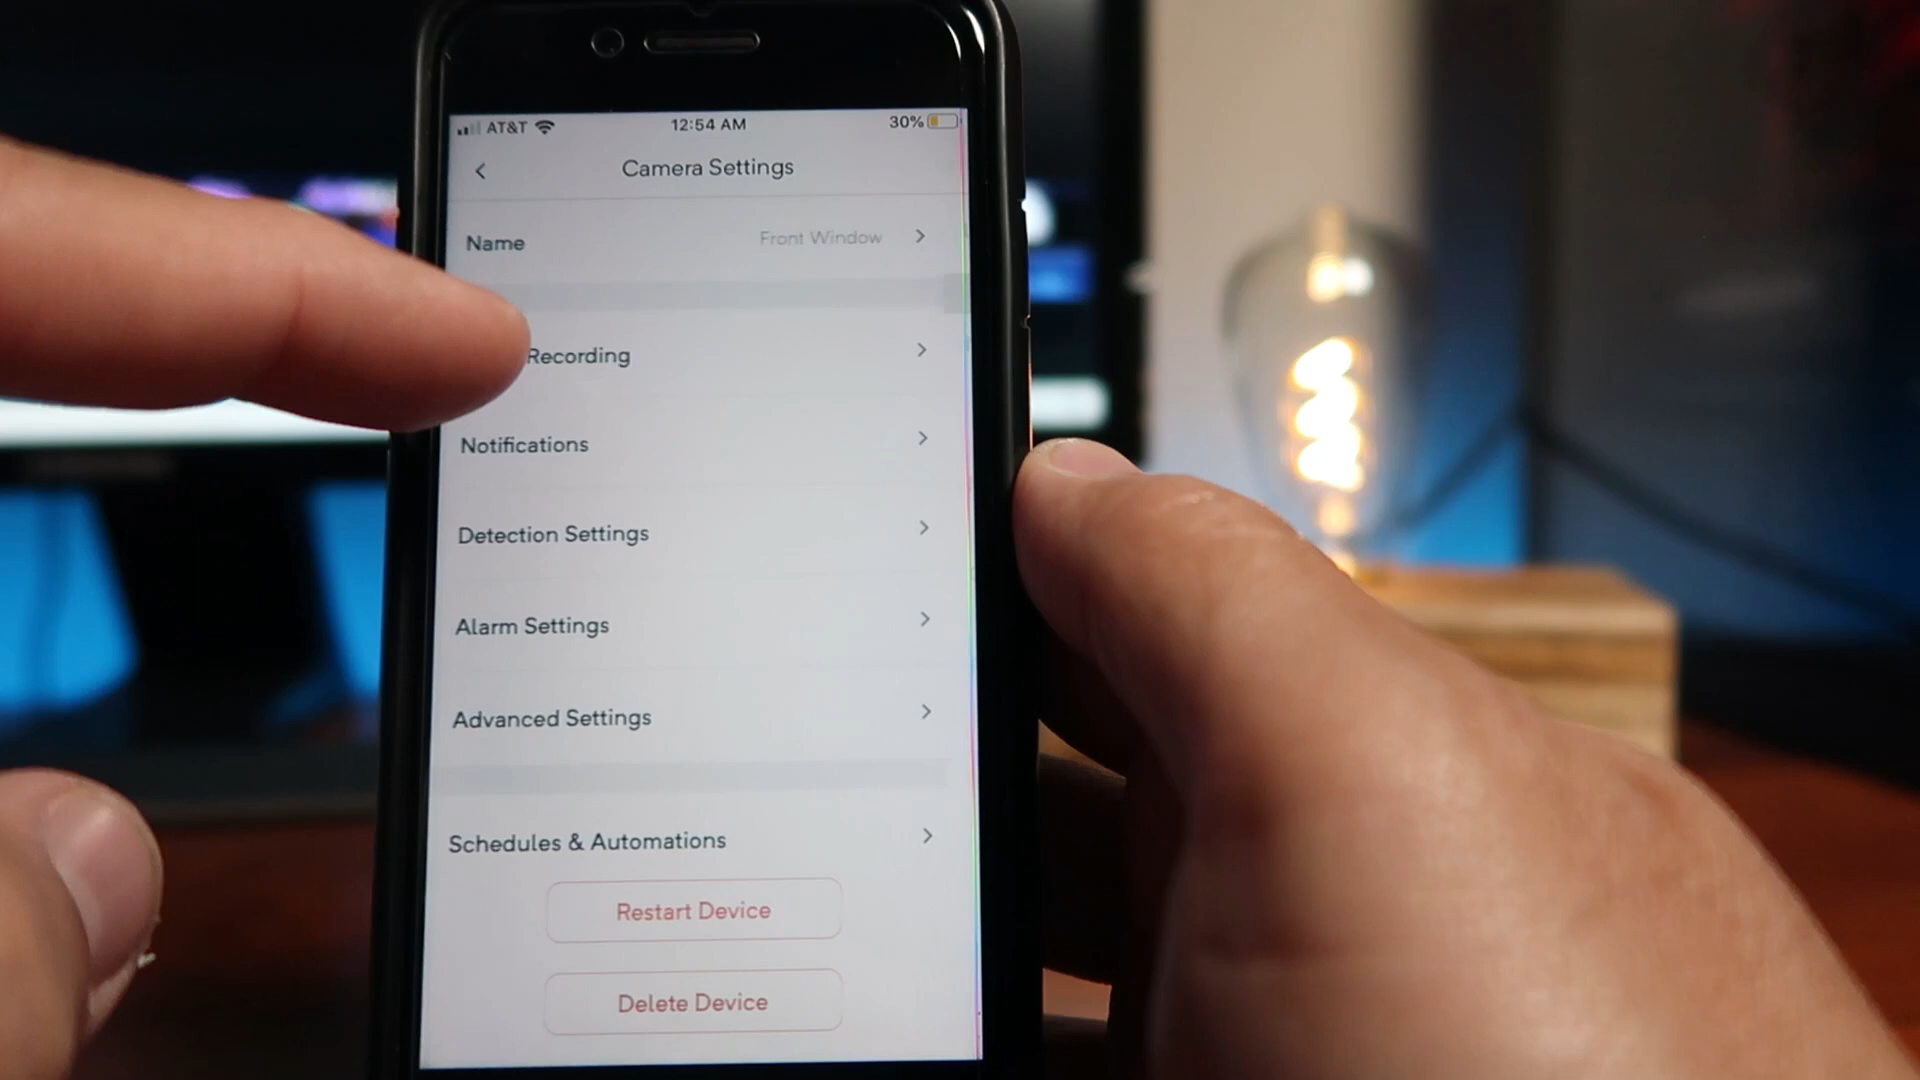 AT&T 12:54 AM 30%
Camera Settings
Name Front Window
Recording
Notifications
Detection Settings
Alarm Settings
Advanced Settings
Schedules & Automations
Restart Device
Delete Device